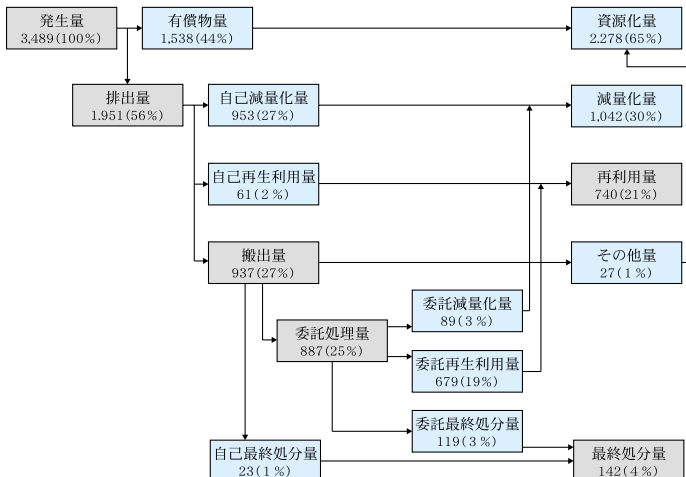 発生量
3,489(100%)
有償物量
1,538(44%)
資源化量
2.278(65%)
排出量
1.951(56%)
自己減量化量
953(27%)
減量化量
1,042(30%)
自己再生利用量
61(2%)
再利用量
740(21%)
搬出量
937(27%)
その他量
27(1%)
委託減量化量
89(3%)
委託処理量
887(25%)
委託再生利用量
679(19%)
委託最終処分量
119(3%)
自己最終処分量
23(1%)
最終処分量
142(4%)